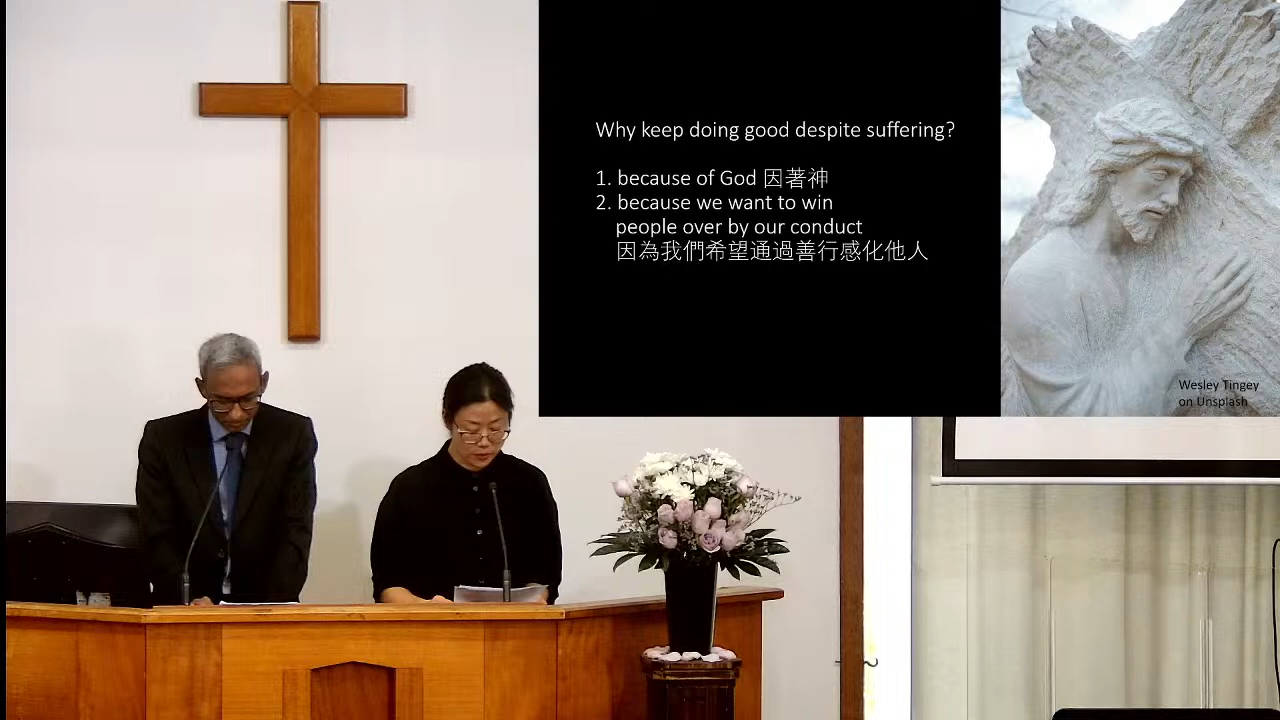 Why keep doing good despite suffering?
1. because of God 因著神
2. because we want to win
people over by our conduct
因為我們希望通過善行感化他人
Wesley Tingey
on Unsplash